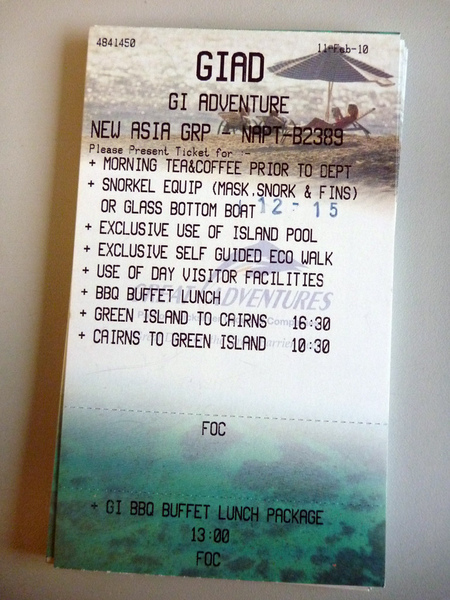 4841450 11-Feb-10
GIAD
GI ADVENTURE
NEW ASIA GRP NAPT-B2389
Please Present Ticket for :-
+ MORNING TEA&COFFEE PRIOR TO DEPT
+ SNORKEL EQUIP (MASK,SNORK & FINS)
OR GLASS BOTTOM BOAT 12 - 15
+ EXCLUSIVE USE OF ISLAND POOL
+ EXCLUSIVE SELF GUIDED ECO WALK
+ USE OF DAY VISITOR FACILITIES
+ BBQ BUFFET LUNCH
GREAT ADVENTURES
+ GREEN ISLAND TO CAIRNS 16:30
+ CAIRNS TO GREEN ISLAND 10:30
FOC
+ GI BBQ BUFFET LUNCH PACKAGE
13:00
FOC